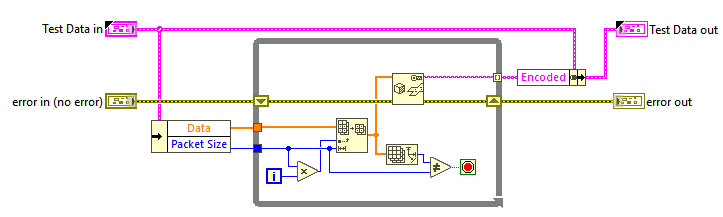 Test Data in
Test Data out
Encoded
error in (no error)
error out
Data
Packet Size
i
×
≠